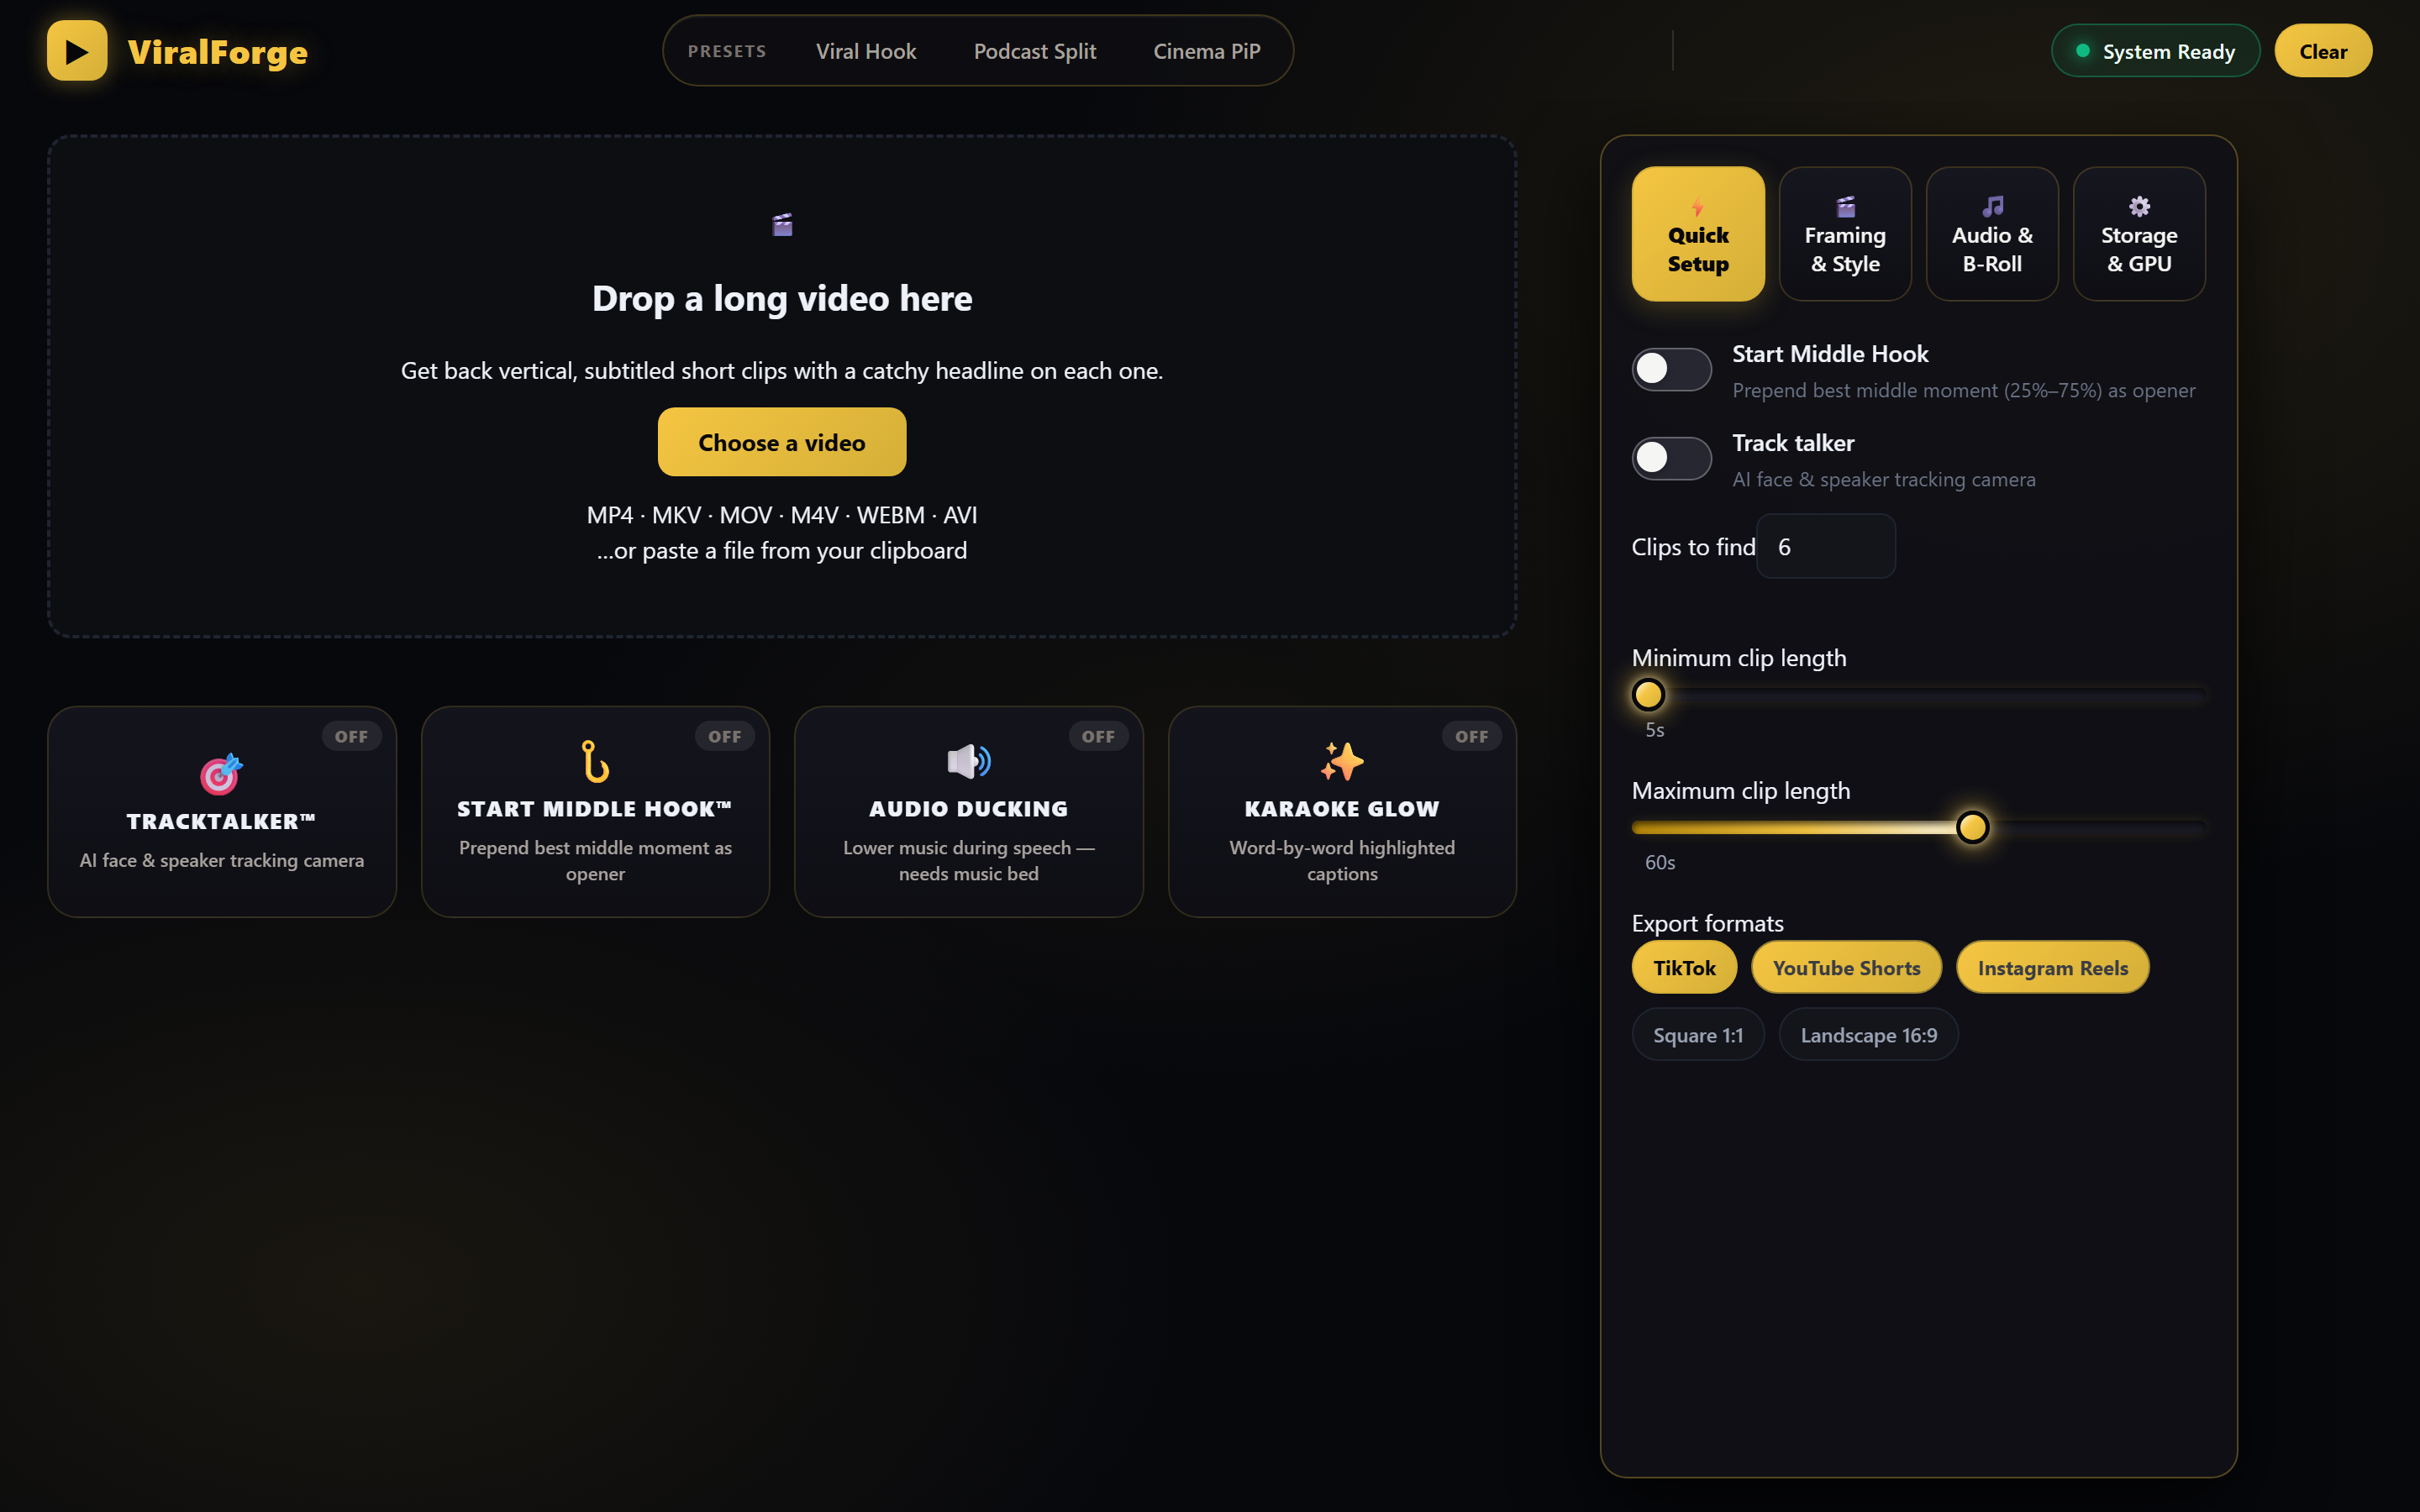 ViralForge
PRESETS
Viral Hook
Podcast Split
Cinema PiP
System Ready
Clear
Drop a long video here
Get back vertical, subtitled short clips with a catchy headline on each one.
Choose a video
MP4 · MKV · MOV · M4V · WEBM · AVI
...or paste a file from your clipboard
OFF
TRACKTALKER™
AI face & speaker tracking camera
OFF
START MIDDLE HOOK™
Prepend best middle moment as
opener
OFF
AUDIO DUCKING
Lower music during speech —
needs music bed
OFF
KARAOKE GLOW
Word-by-word highlighted
captions
Quick
Setup
Framing
& Style
Audio &
B-Roll
Storage
& GPU
Start Middle Hook
Prepend best middle moment (25%–75%) as opener
Track talker
AI face & speaker tracking camera
Clips to find
6
Minimum clip length
5s
Maximum clip length
60s
Export formats
TikTok
YouTube Shorts
Instagram Reels
Square 1:1
Landscape 16:9